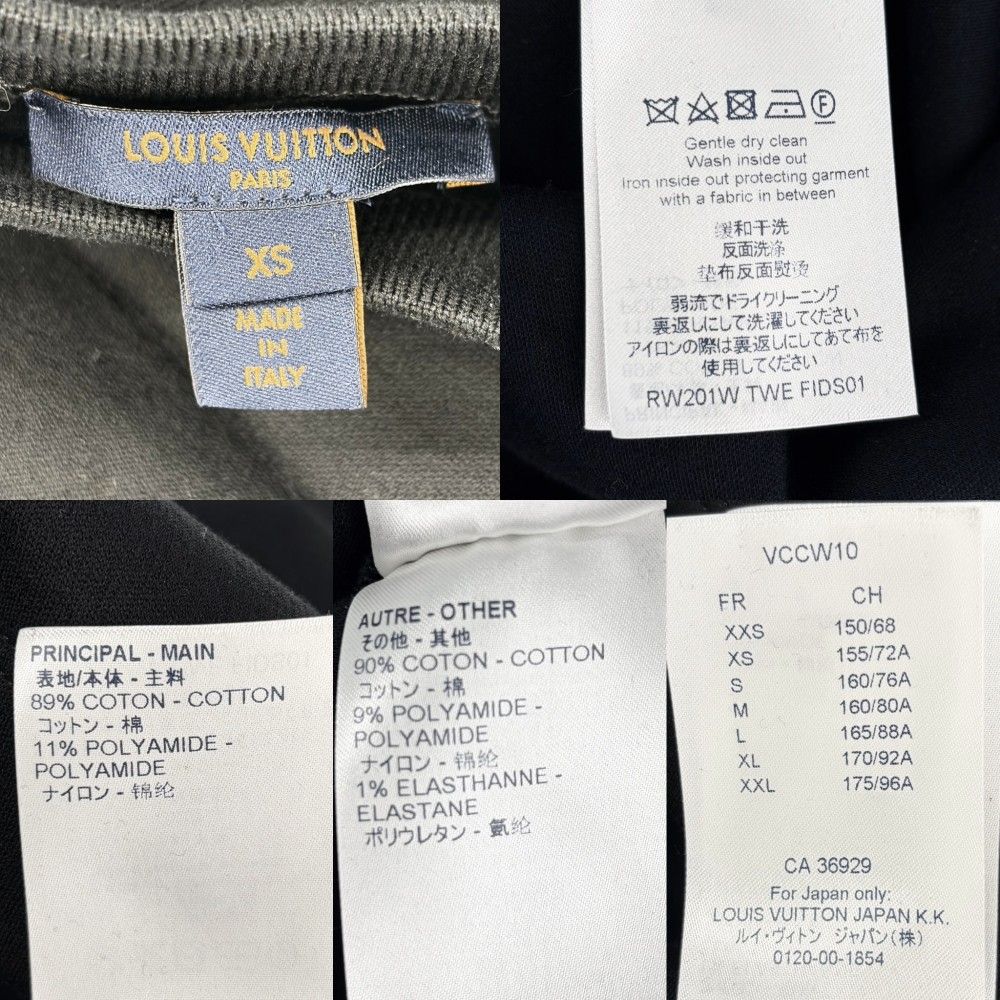 LOUIS VUITTON
PARIS
XS
MADE
IN
ITALY
Gentle dry clean
Wash inside out
Iron inside out protecting garment
with a fabric in between
缓和干洗
反面洗涤
垫布反面熨烫
弱流でドライクリーニング
裏返しにして洗濯してください
アイロンの際は裏返しにしてあて布を
使用してください
RW201W TWE FIDS01
PRINCIPAL - MAIN
表地/本体 - 主料
89% COTON - COTTON
コットン - 棉
11% POLYAMIDE -
POLYAMIDE
ナイロン - 锦纶
AUTRE - OTHER
その他 - 其他
90% COTON - COTTON
コットン - 棉
9% POLYAMIDE -
POLYAMIDE
ナイロン - 锦纶
1% ELASTHANNE -
ELASTANE
ポリウレタン - 氨纶
VCCW10
FR CH
XXS 150/68
XS 155/72A
S 160/76A
M 160/80A
L 165/88A
XL 170/92A
XXL 175/96A
CA 36929
For Japan only:
LOUIS VUITTON JAPAN K.K.
ルイ・ヴィトン ジャパン(株)
0120-00-1854